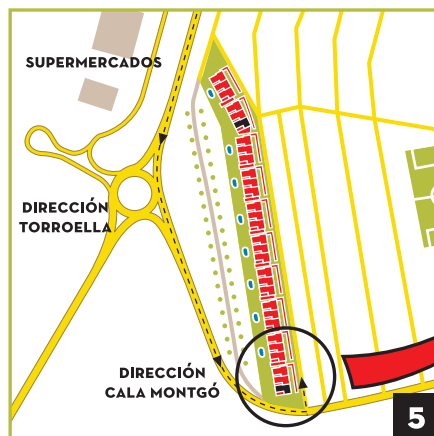 SUPERMERCADOS
DIRECCIÓN
TORROELLA
DIRECCIÓN
CALA MONTGÓ
5